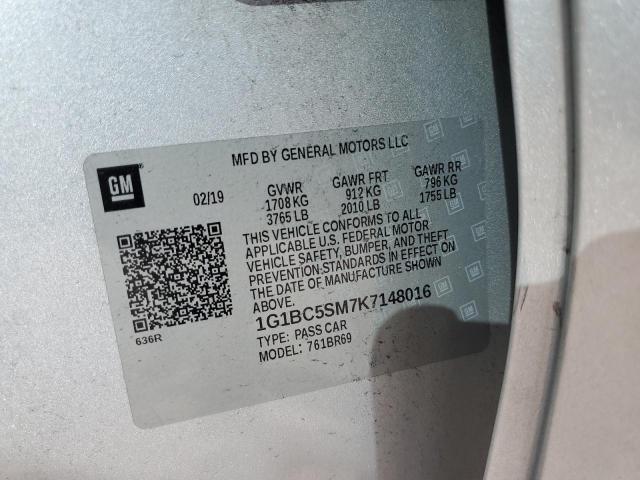 MFD BY GENERAL MOTORS LLC
GM
02/19
GVWR GAWR FRT GAWR RR
1708 KG 912 KG 796 KG
3765 LB 2010 LB 1755 LB
THIS VEHICLE CONFORMS TO ALL
APPLICABLE U.S. FEDERAL MOTOR
VEHICLE SAFETY, BUMPER, AND THEFT
PREVENTION STANDARDS IN EFFECT ON
THE DATE OF MANUFACTURE SHOWN
ABOVE.
1G1BC5SM7K7148016
TYPE: PASS CAR
MODEL: 761BR69
636R